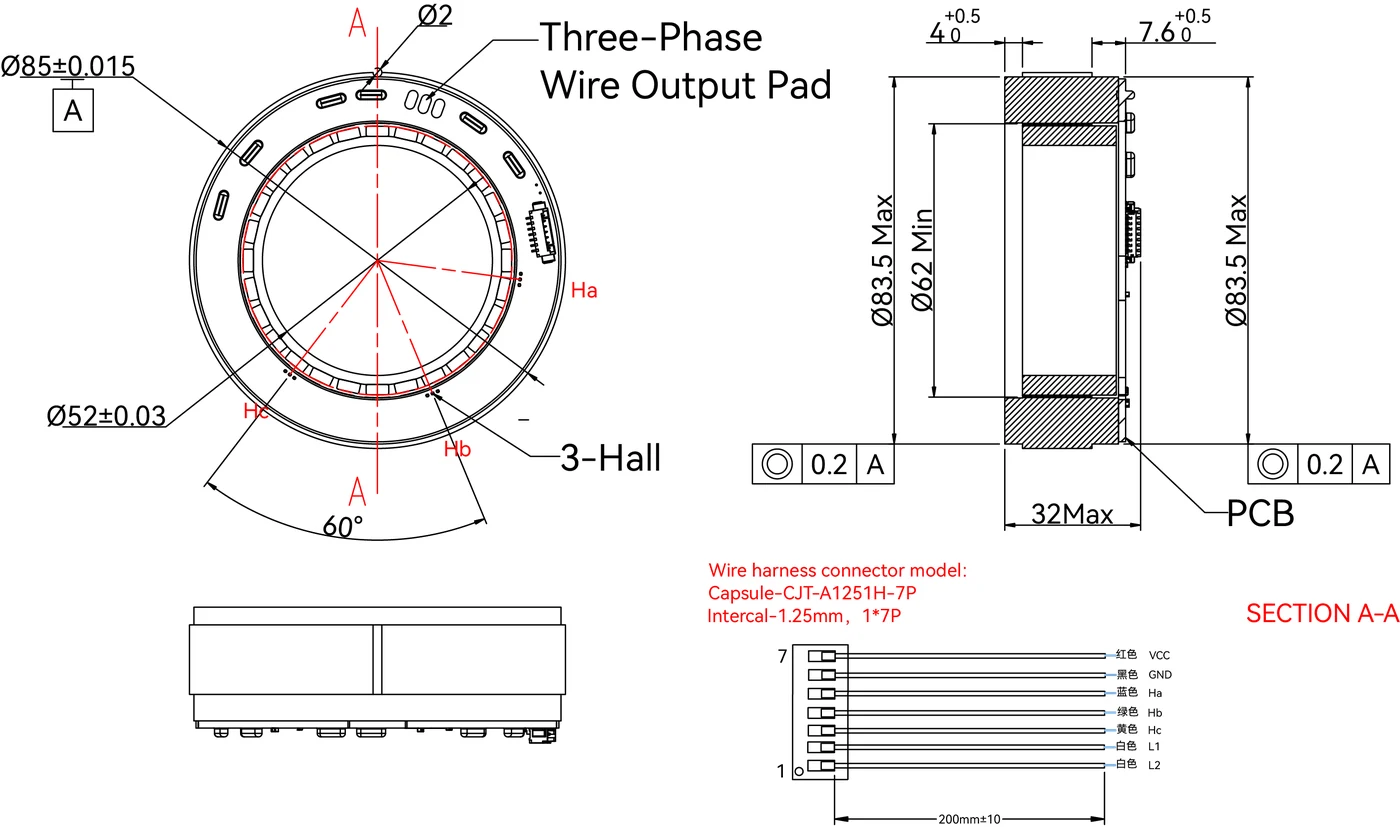 A
Ø2
Three-Phase
Wire Output Pad
Ø85±0.015
A
Ha
Ø52±0.03
Hc
Hb
3-Hall
A
60°
4 +0.5 0
7.6 +0.5 0
Ø83.5 Max
Ø62 Min
Ø83.5 Max
0.2 A
0.2 A
32Max
PCB
Wire harness connector model:
Capsule-CJT-A1251H-7P
Intercal-1.25mm, 1*7P
SECTION A-A
7
红色 VCC
黑色 GND
蓝色 Ha
绿色 Hb
黄色 Hc
白色 L1
白色 L2
1
200mm±10